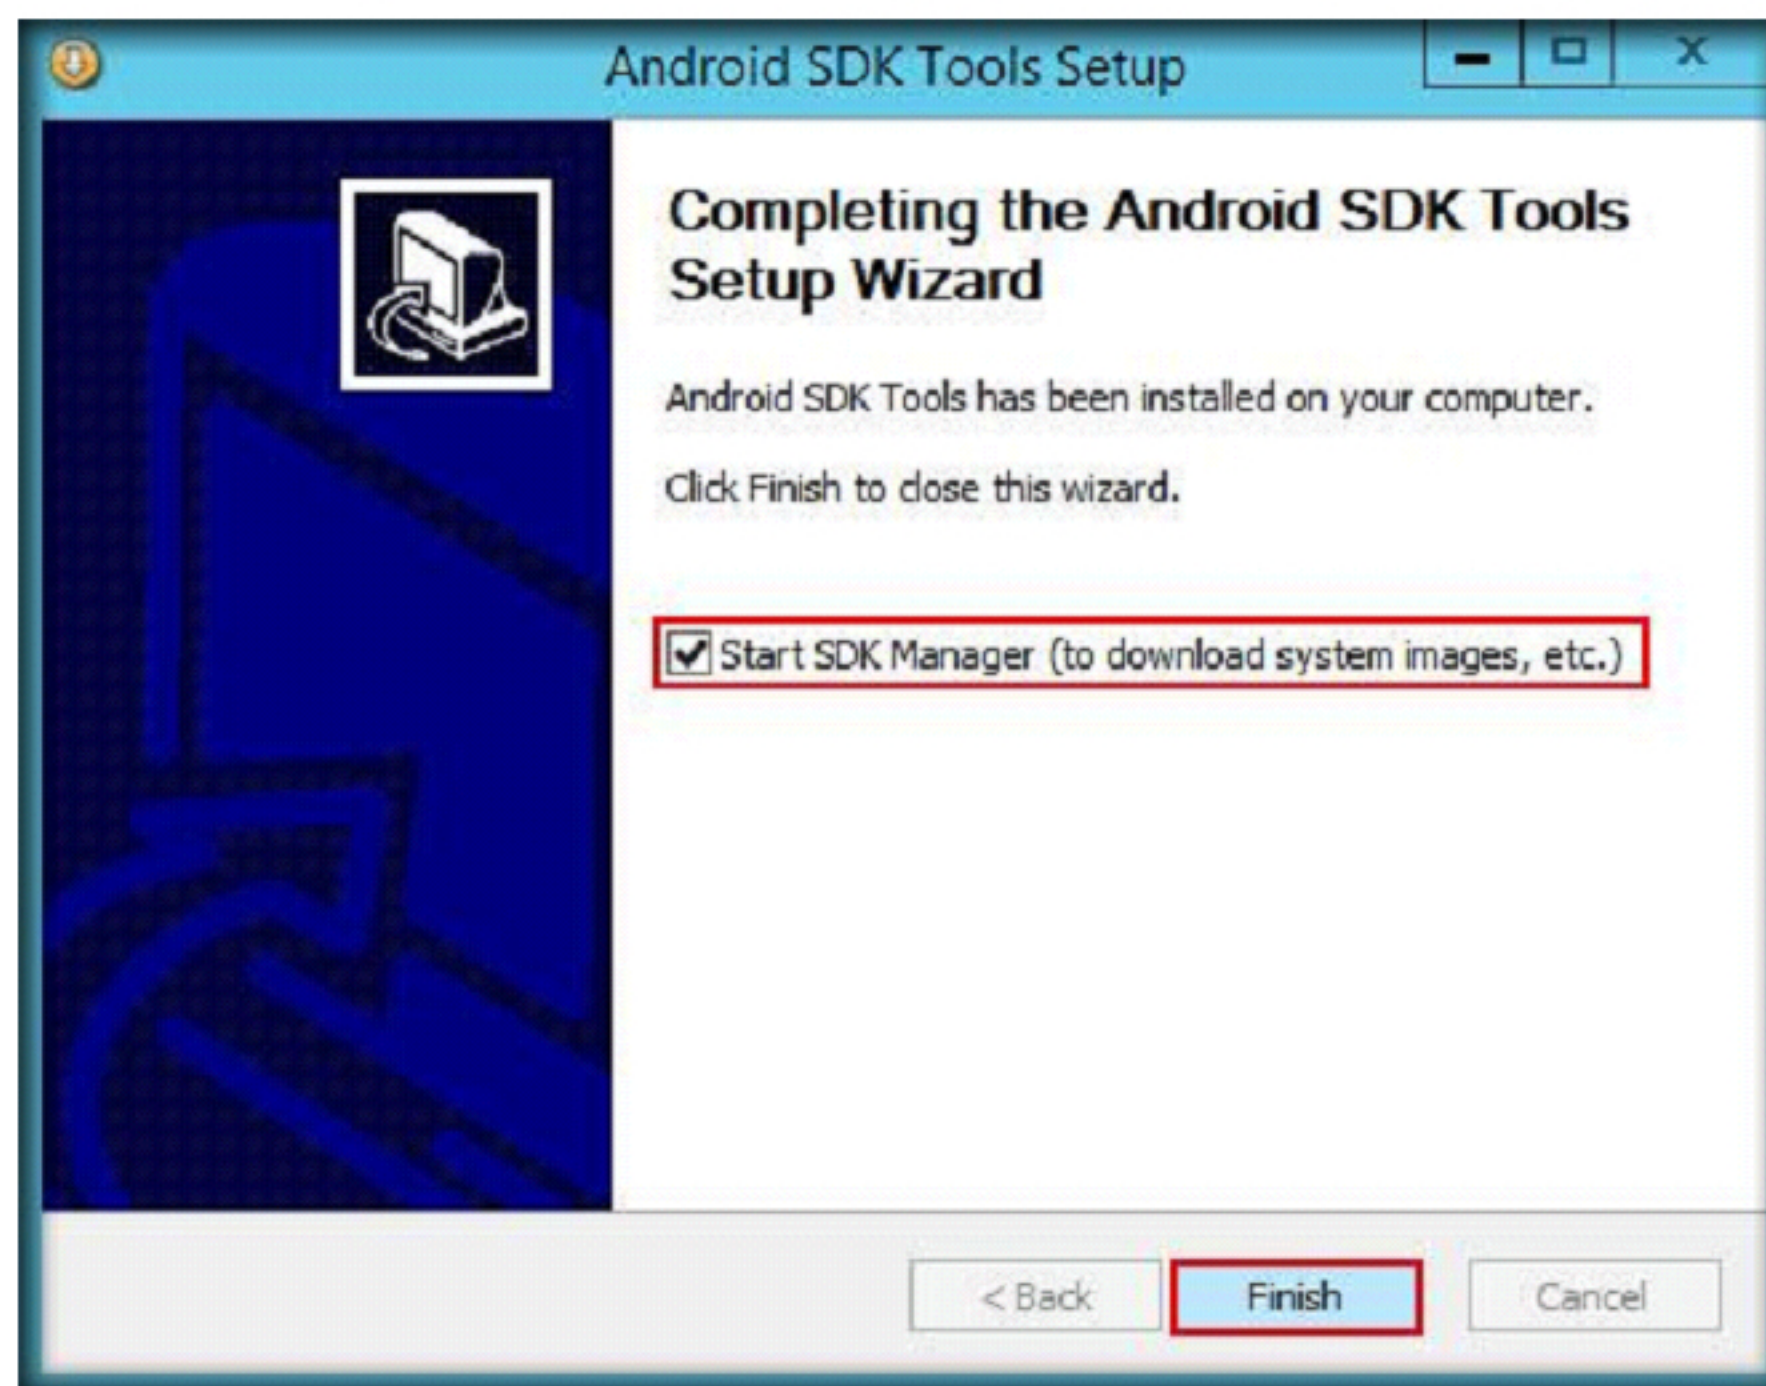 Android SDK Tools Setup
Completing the Android SDK Tools
Setup Wizard
Android SDK Tools has been installed on your computer.
Click Finish to close this wizard.
Start SDK Manager (to download system images, etc.)
< Back Finish Cancel